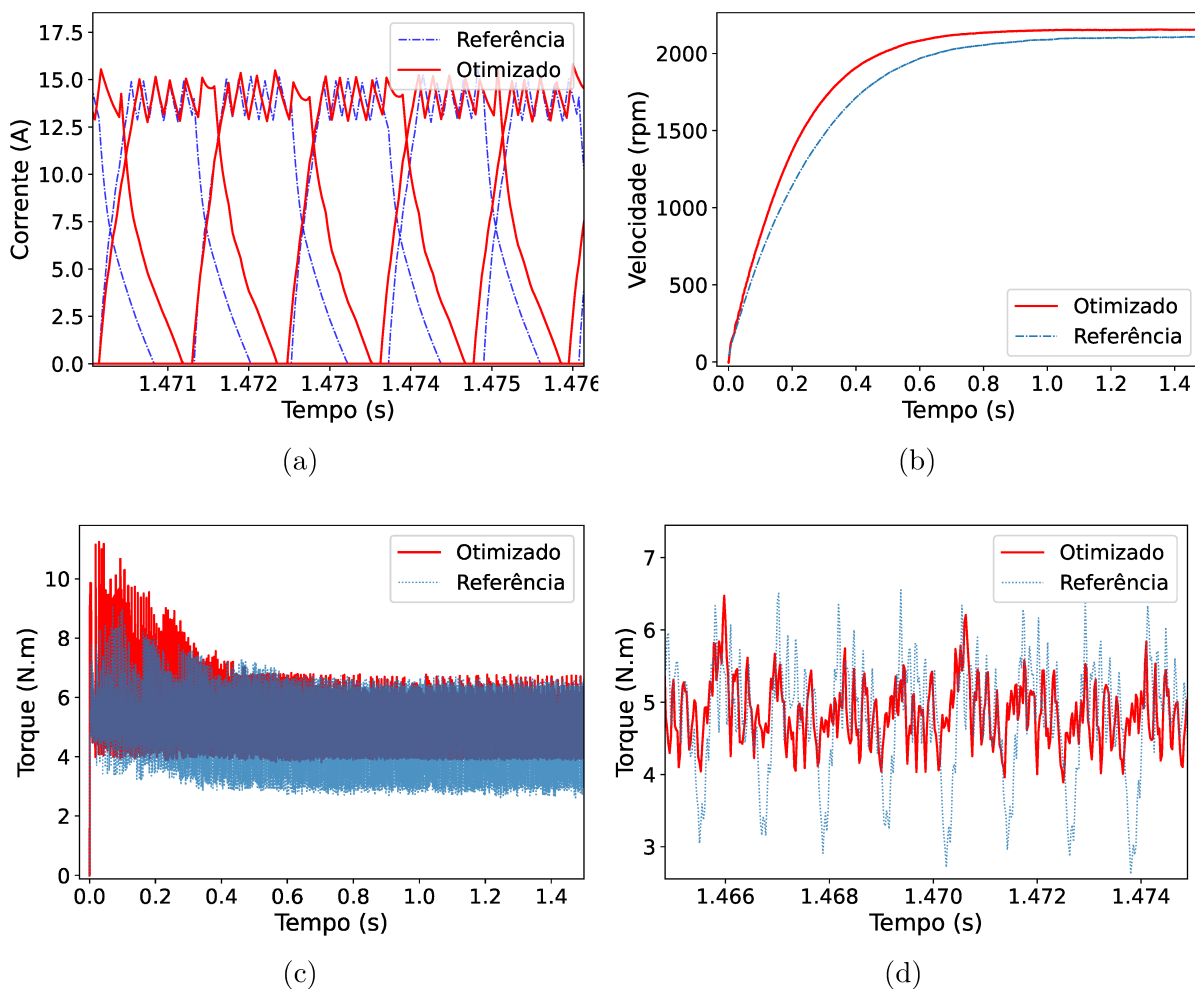 17.5
15.0
12.5
10.0
7.5
5.0
2.5
0.0
Corrente (A)
Referência
Otimizado
1.471 1.472 1.473 1.474 1.475 1.476
Tempo (s)
(a)
2000
1500
1000
500
0
Velocidade (rpm)
Otimizado
Referência
0.0 0.2 0.4 0.6 0.8 1.0 1.2 1.4
Tempo (s)
(b)
10
8
6
4
2
0
Torque (N.m)
Otimizado
Referência
0.0 0.2 0.4 0.6 0.8 1.0 1.2 1.4
Tempo (s)
(c)
7
6
5
4
3
Torque (N.m)
Otimizado
Referência
1.466 1.468 1.470 1.472 1.474
Tempo (s)
(d)